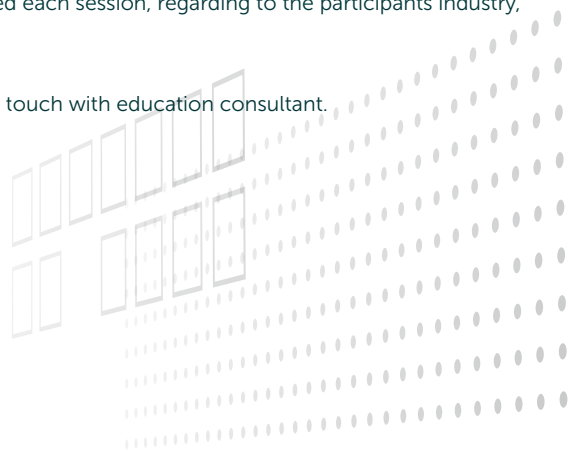 ed each session, regarding to the participants industry,
touch with education consultant.